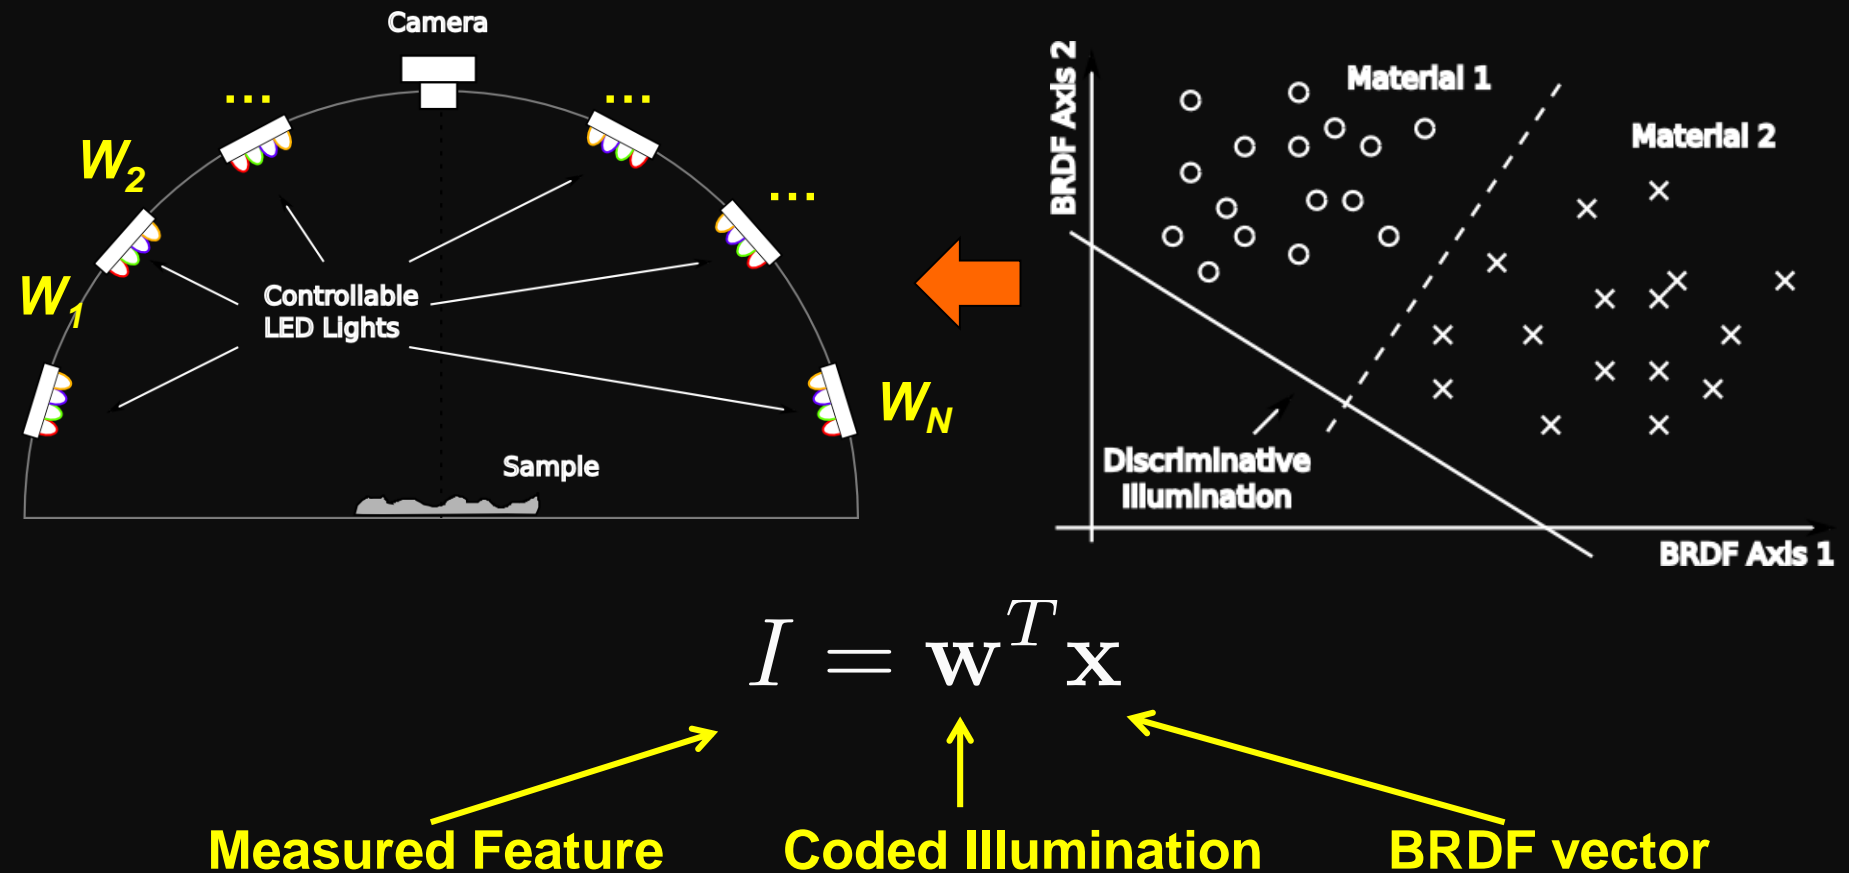 Camera
...
...
W2
...
W1
Controllable
LED Lights
WN
Sample
BRDF Axis 2
Material 1
Material 2
Discriminative
Illumination
BRDF Axis 1
I = w^T x
Measured Feature
Coded Illumination
BRDF vector